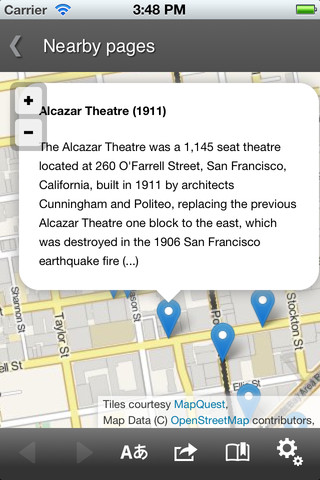 Carrier 3:48 PM
Nearby pages
+
−
Alcazar Theatre (1911)
The Alcazar Theatre was a 1,145 seat theatre
located at 260 O'Farrell Street, San Francisco,
California, built in 1911 by architects
Cunningham and Politeo, replacing the previous
Alcazar Theatre one block to the east, which
was destroyed in the 1906 San Francisco
earthquake fire (...)
Shannon St
Taylor St
son St
Stockton St
ell St
Tiles courtesy MapQuest,
Map Data (C) OpenStreetMap contributors,
Aあ